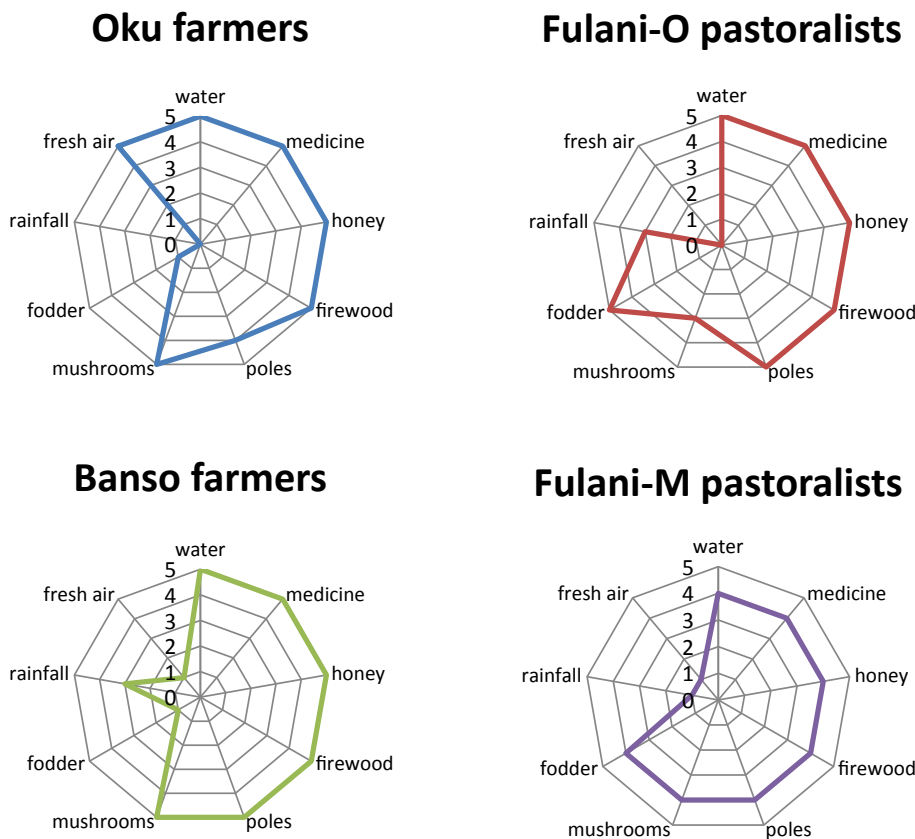 Oku farmers
Fulani-O pastoralists
water
5
fresh air
4
medicine
3
rainfall
2
honey
1
0
fodder
firewood
mushrooms
poles
water
5
fresh air
4
medicine
3
rainfall
2
honey
1
0
fodder
firewood
mushrooms
poles
Banso farmers
Fulani-M pastoralists
water
5
fresh air
4
medicine
3
rainfall
2
honey
1
0
fodder
firewood
mushrooms
poles
water
5
fresh air
4
medicine
3
rainfall
2
honey
1
0
fodder
firewood
mushrooms
poles